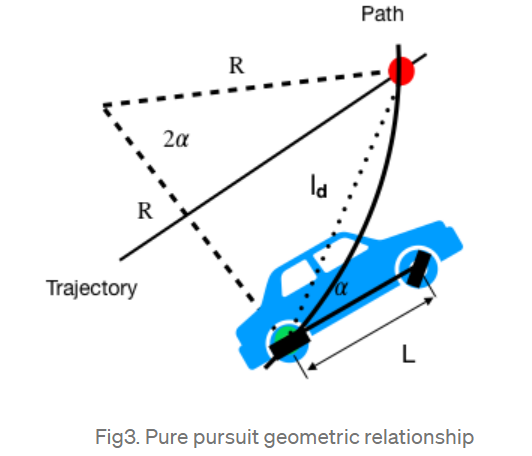 Path
R
2α
l_d
R
Trajectory
α
L
Fig3. Pure pursuit geometric relationship